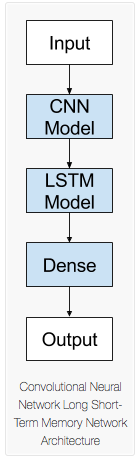 Input
CNN
Model
LSTM
Model
Dense
Output
Convolutional Neural
Network Long Short-
Term Memory Network
Architecture